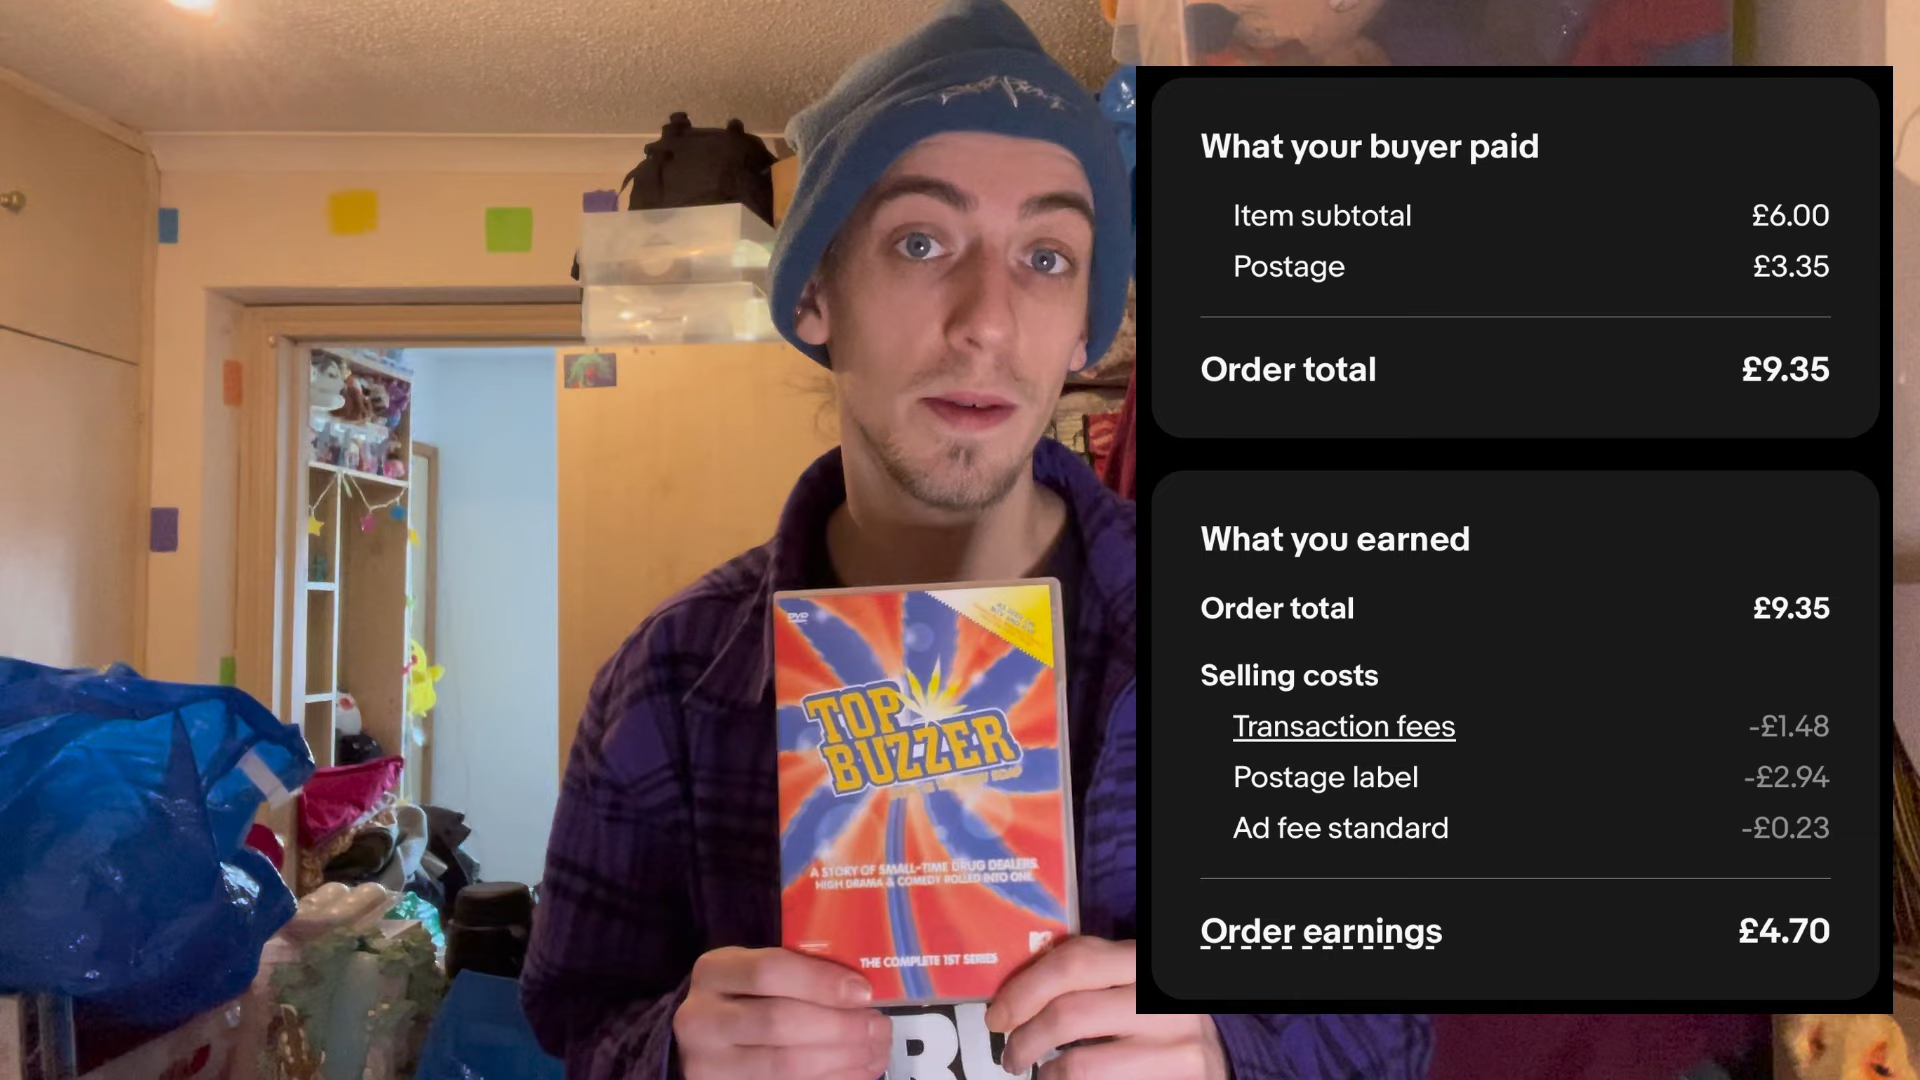 What your buyer paid
Item subtotal £6.00
Postage £3.35
Order total £9.35
What you earned
Order total £9.35
Selling costs
Transaction fees -£1.48
Postage label -£2.94
Ad fee standard -£0.23
Order earnings £4.70
DVD
TOP
BUZZER
A STORY OF SMALL-TIME DRUG DEALERS.
HIGH DRAMA & COMEDY ROLLED INTO ONE.
THE COMPLETE 1ST SERIES
RU